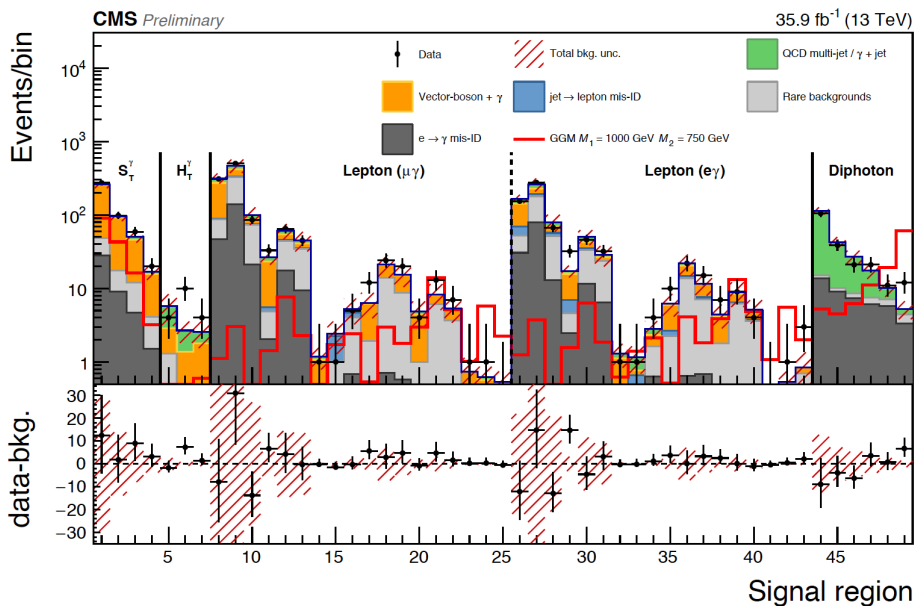 CMS Preliminary 35.9 fb⁻¹ (13 TeV)
Events/bin
10⁴
10³
10²
10
1
Data
Total bkg. unc.
QCD multi-jet / γ + jet
Vector-boson + γ
jet → lepton mis-ID
Rare backgrounds
e → γ mis-ID
GGM M₁ = 1000 GeV M₂ = 750 GeV
S_T^γ
H_T^γ
Lepton (μγ)
Lepton (eγ)
Diphoton
data-bkg.
30
20
10
0
−10
−20
−30
5 10 15 20 25 30 35 40 45
Signal region